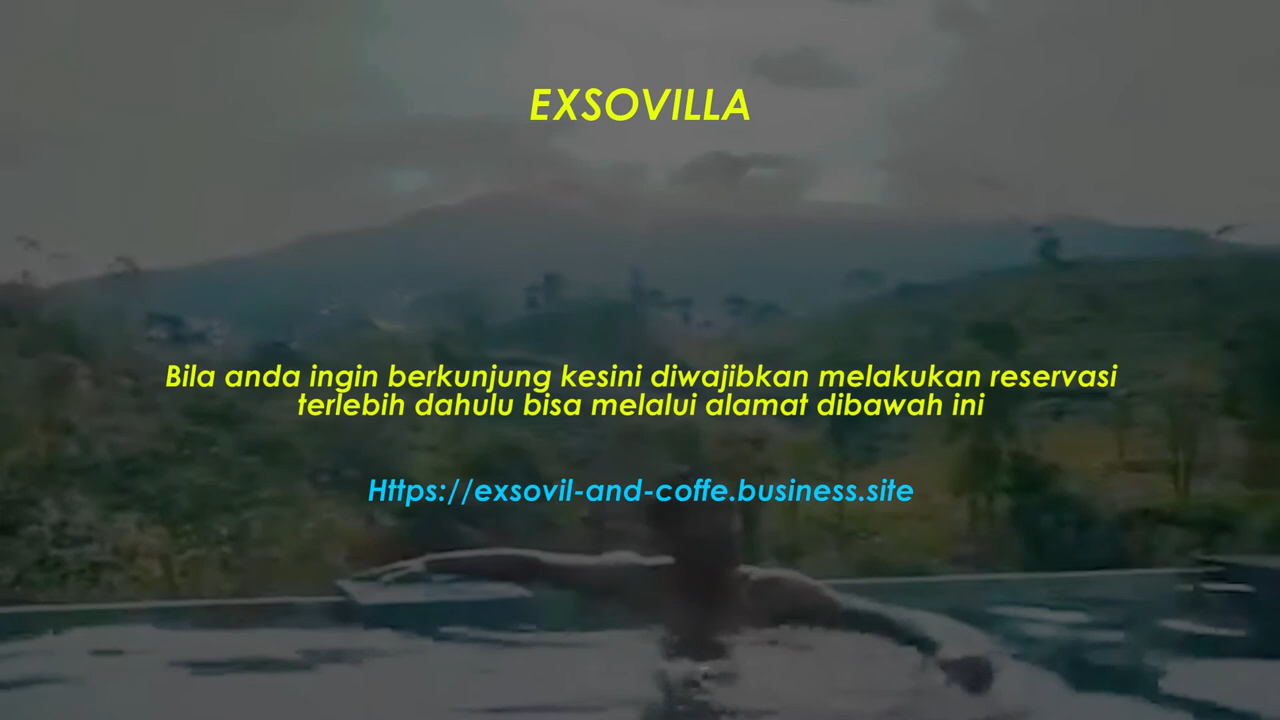 EXSOVILLA
Bila anda ingin berkunjung kesini diwajibkan melakukan reservasi
terlebih dahulu bisa melalui alamat dibawah ini
Https://exsovil-and-coffe.business.site